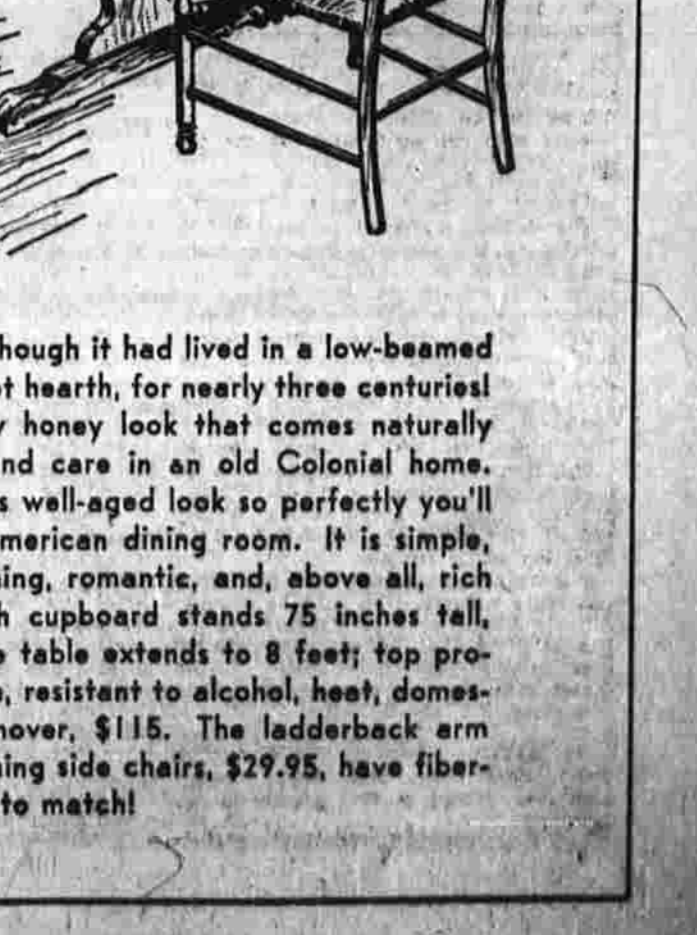 hough it had lived in a low-beamed
t hearth, for nearly three centuries!
y honey look that comes naturally
nd care in an old Colonial home.
s well-aged look so perfectly you'll
merican dining room. It is simple,
ing, romantic, and, above all, rich
h cupboard stands 75 inches tall,
e table extends to 8 feet; top pro-
, resistant to alcohol, heat, domes-
nover, $115. The ladderback arm
ing side chairs, $29.95, have fiber-
to match!